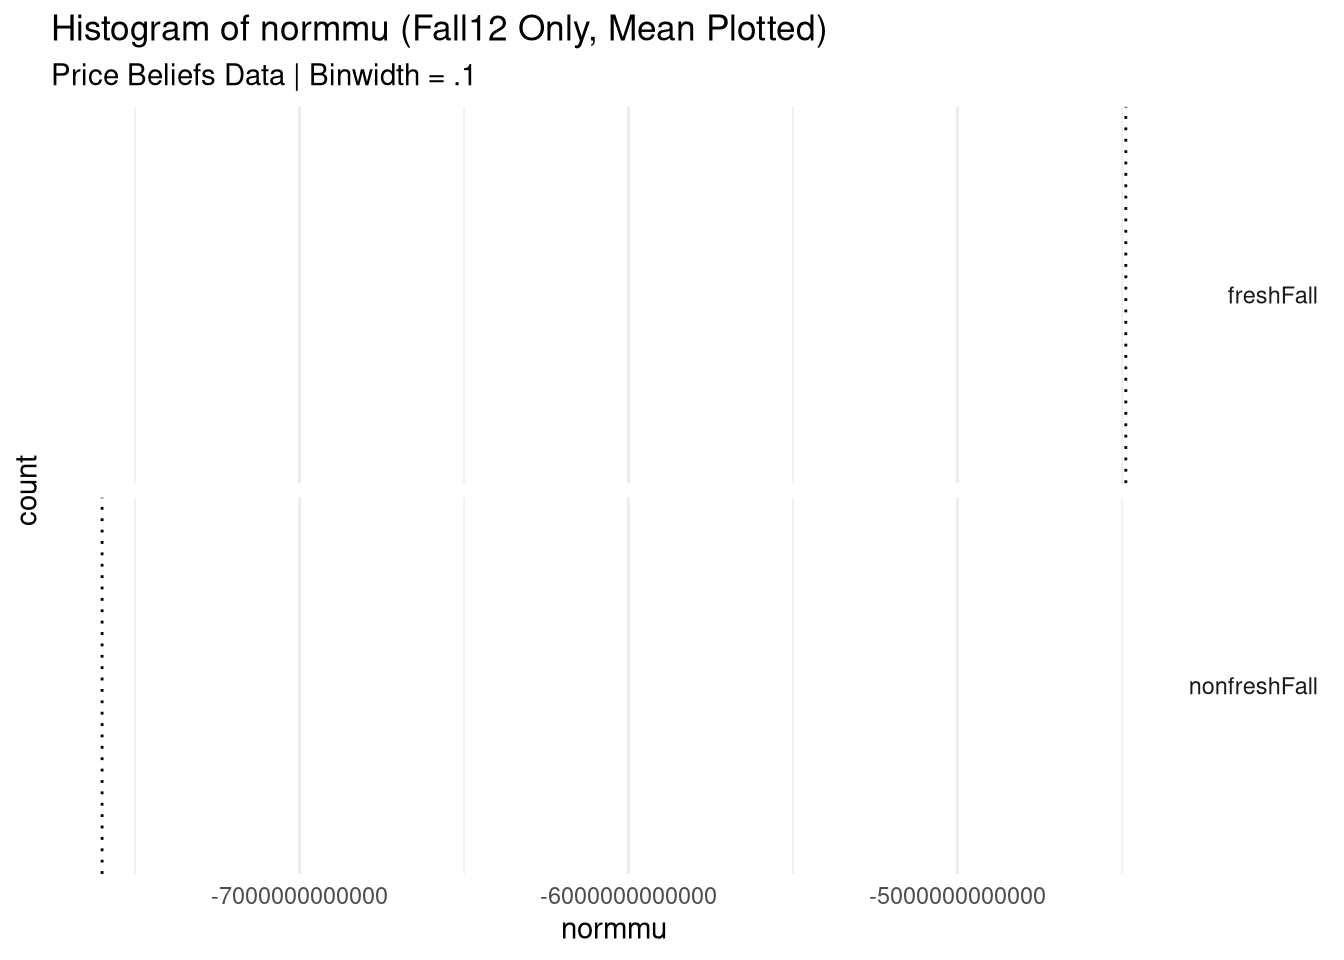 Histogram of normmu (Fall12 Only, Mean Plotted)
Price Beliefs Data | Binwidth = .1
freshFall
count
nonfreshFall
-7000000000000
-6000000000000
-5000000000000
normmu